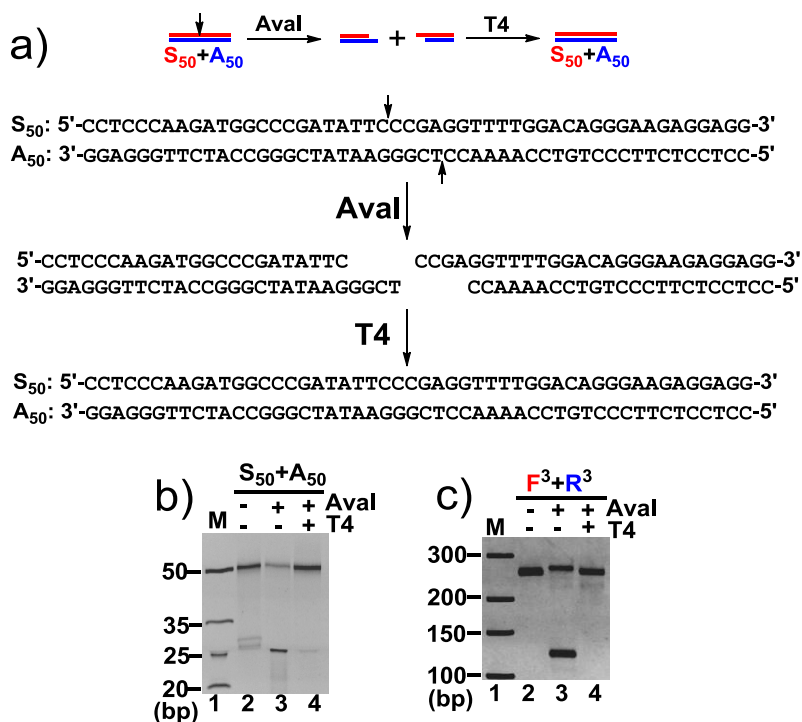 a)
AvaI
T4
S50+A50
+
S50+A50
S50: 5'-CCTCCCAAGATGGCCCGATATTCCCGAGGTTTTGGACAGGGAAGAGGAGG-3'
A50: 3'-GGAGGGTTCTACCGGGCTATAAGGGCTCCAAAACCTGTCCCTTCTCCTCC-5'
AvaI
5'-CCTCCCAAGATGGCCCGATATTC CCGAGGTTTTGGACAGGGAAGAGGAGG-3'
3'-GGAGGGTTCTACCGGGCTATAAGGGCT CCAAAACCTGTCCCTTCTCCTCC-5'
T4
S50: 5'-CCTCCCAAGATGGCCCGATATTCCCGAGGTTTTGGACAGGGAAGAGGAGG-3'
A50: 3'-GGAGGGTTCTACCGGGCTATAAGGGCTCCAAAACCTGTCCCTTCTCCTCC-5'
b)
S50+A50
- + + AvaI
M - - + T4
50
35
25
20
(bp) 1 2 3 4
c)
F3+R3
- + + AvaI
M - - + T4
300
200
150
100
(bp) 1 2 3 4